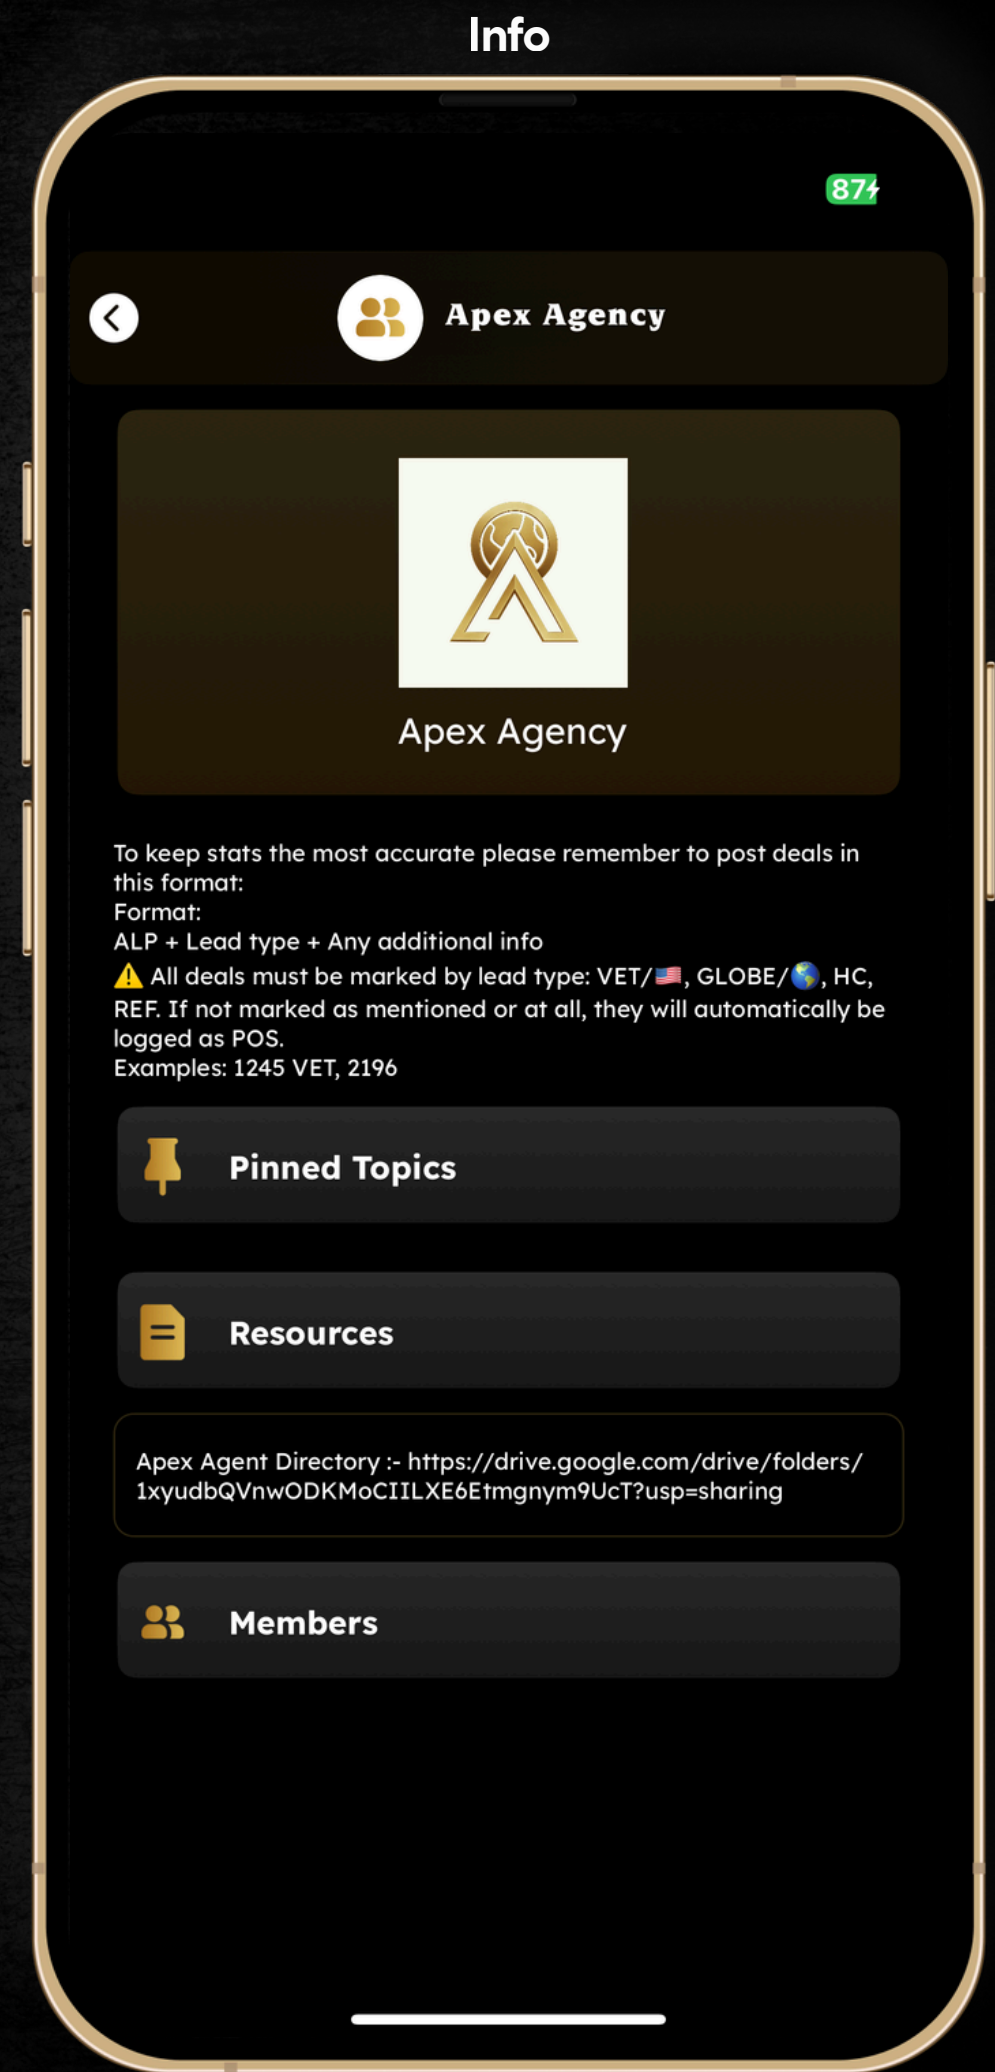 Info
87
Apex Agency
Apex Agency
To keep stats the most accurate please remember to post deals in
this format:
Format:
ALP + Lead type + Any additional info
⚠️ All deals must be marked by lead type: VET/🇺🇸, GLOBE/🌎, HC,
REF. If not marked as mentioned or at all, they will automatically be
logged as POS.
Examples: 1245 VET, 2196
Pinned Topics
Resources
Apex Agent Directory :- https://drive.google.com/drive/folders/
1xyudbQVnwODKMoCIILXE6Etmgnym9UcT?usp=sharing
Members